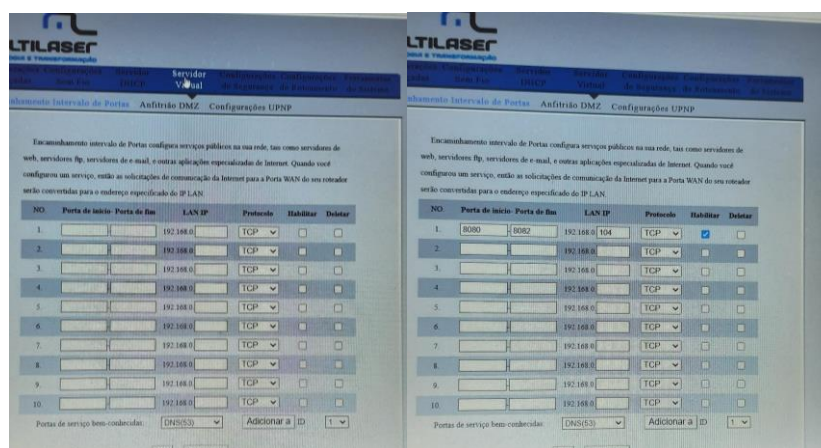 LTILASER
Servidor
Virtual
Intervalo de Portas Anfitrião DMZ Configurações UPNP
Encaminhamento intervalo de Portas configura serviços públicos na sua rede, tais como servidores de
web, servidores ftp, servidores de e-mail, e outras aplicações especializadas de Internet. Quando você
configurou um serviço, então as solicitações de comunicação da Internet para a Porta WAN do seu roteador
serão convertidas para o endereço especificado do IP LAN.
NO. Porta de início- Porta de fim LAN IP Protocolo Habilitar Deletar
1. - 192.168.0. TCP
2. - 192.168.0. TCP
3. - 192.168.0. TCP
4. - 192.168.0. TCP
5. - 192.168.0. TCP
6. - 192.168.0. TCP
7. - 192.168.0. TCP
8. - 192.168.0. TCP
9. - 192.168.0. TCP
10. - 192.168.0. TCP
Portas de serviço bem-conhecidas: DNS(53) Adicionar a ID 1
LTILASER
Servidor
Virtual
Intervalo de Portas Anfitrião DMZ Configurações UPNP
Encaminhamento intervalo de Portas configura serviços públicos na sua rede, tais como servidores de
web, servidores ftp, servidores de e-mail, e outras aplicações especializadas de Internet. Quando você
configurou um serviço, então as solicitações de comunicação da Internet para a Porta WAN do seu roteador
serão convertidas para o endereço especificado do IP LAN.
NO. Porta de início- Porta de fim LAN IP Protocolo Habilitar Deletar
1. 8080 - 8082 192.168.0. 104 TCP
2. - 192.168.0. TCP
3. - 192.168.0. TCP
4. - 192.168.0. TCP
5. - 192.168.0. TCP
6. - 192.168.0. TCP
7. - 192.168.0. TCP
8. - 192.168.0. TCP
9. - 192.168.0. TCP
10. - 192.168.0. TCP
Portas de serviço bem-conhecidas: DNS(53) Adicionar a ID 1